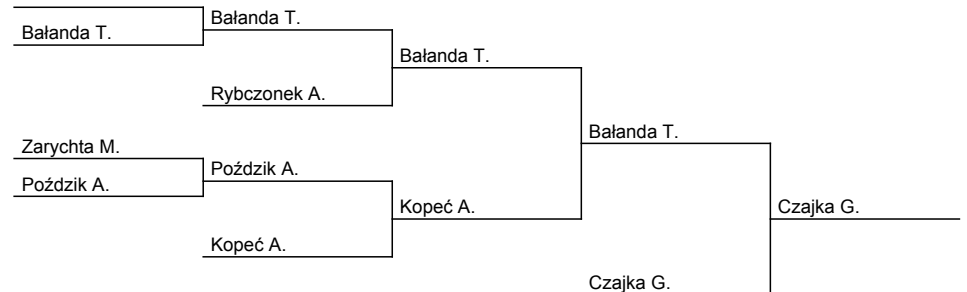 Bałanda T.
Bałanda T.
Bałanda T.
Rybczonek A.
Bałanda T.
Zarychta M.
Poździk A.
Poździk A.
Kopeć A.
Czajka G.
Kopeć A.
Czajka G.